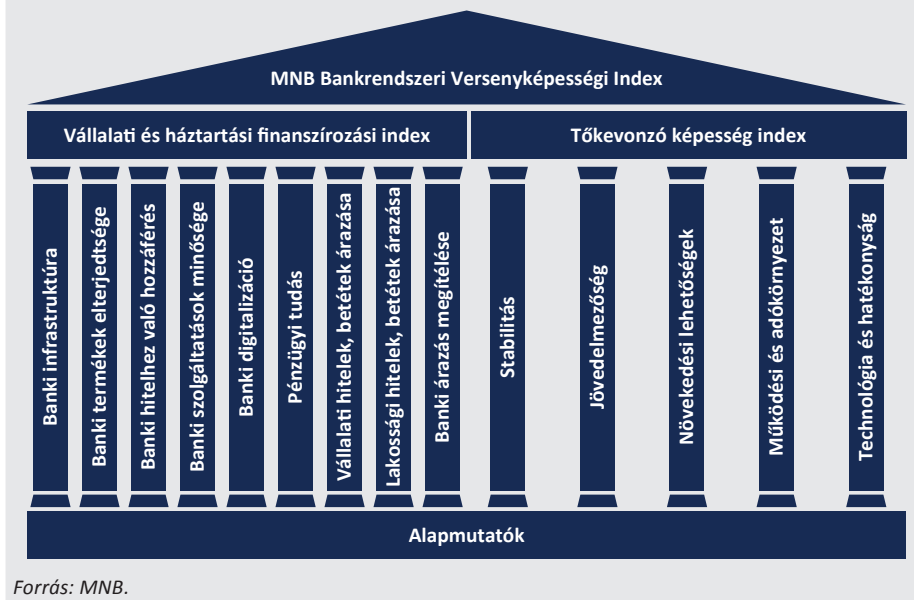 MNB Bankrendszeri Versenyképességi Index
Vállalati és háztartási finanszírozási index
Tőkevonzó képesség index
Banki infrastruktúra
Banki termékek elterjedtsége
Banki hitelhez való hozzáférés
Banki szolgáltatások minősége
Banki digitalizáció
Pénzügyi tudás
Vállalati hitelek, betétek árazása
Lakossági hitelek, betétek árazása
Banki árazás megítélése
Stabilitás
Jövedelmezőség
Növekedési lehetőségek
Működési és adókörnyezet
Technológia és hatékonyság
Alapmutatók
Forrás: MNB.